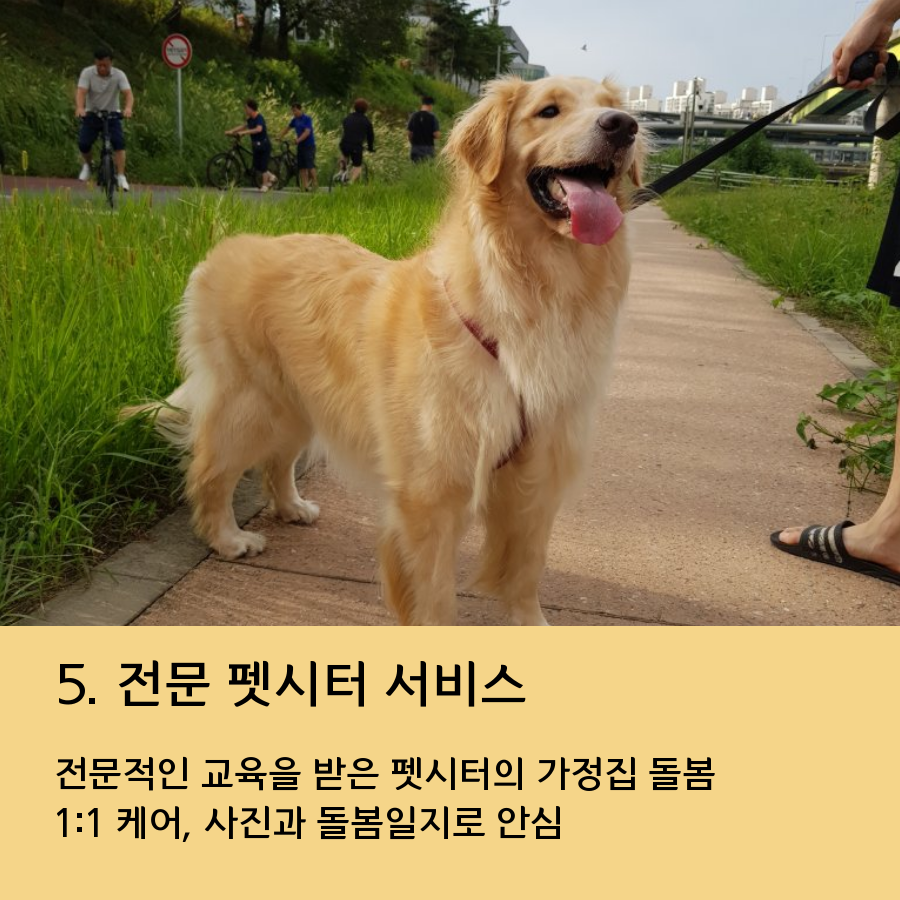 5. 전문 펫시터 서비스
전문적인 교육을 받은 펫시터의 가정집 돌봄
1:1 케어, 사진과 돌봄일지로 안심